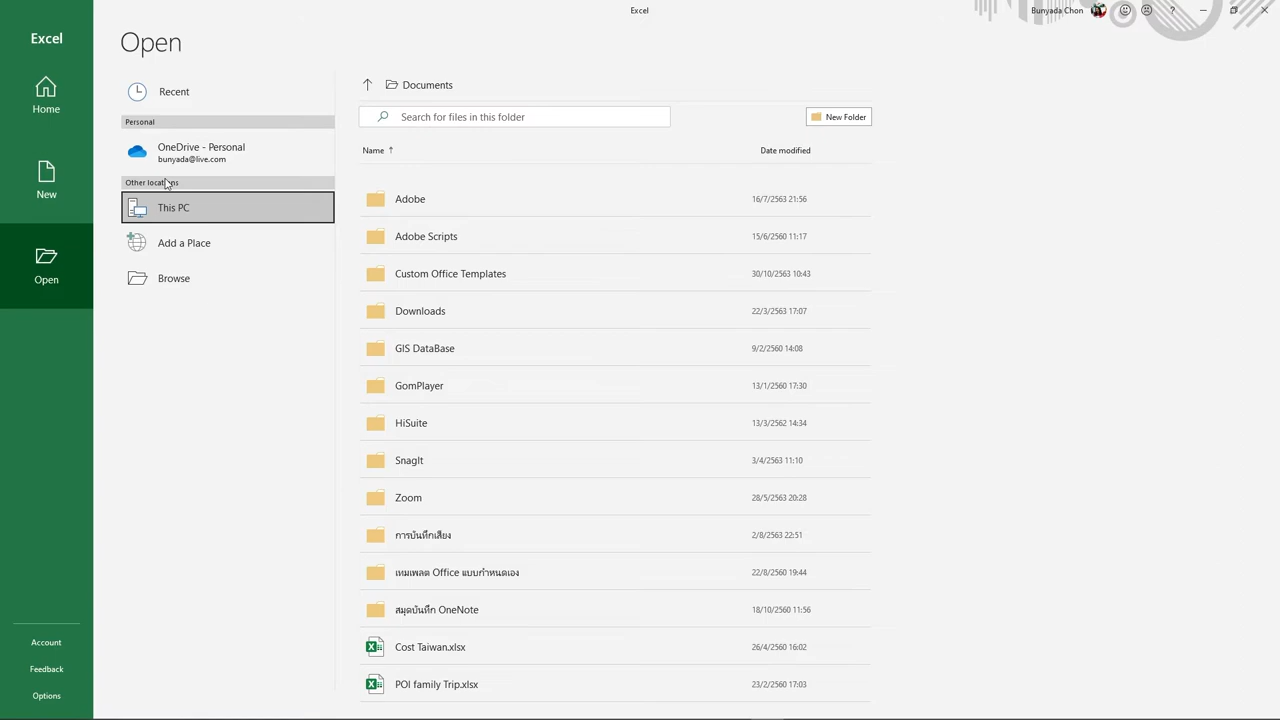 Excel
Bunyada Chon
?
Excel
Open
Home
New
Open
Account
Feedback
Options
Recent
Personal
OneDrive - Personal
bunyada@live.com
Other locations
This PC
Add a Place
Browse
Documents
Search for files in this folder
New Folder
Name
Date modified
Adobe 16/7/2563 21:56
Adobe Scripts 15/6/2560 11:17
Custom Office Templates 30/10/2563 10:43
Downloads 22/3/2563 17:07
GIS DataBase 9/2/2560 14:08
GomPlayer 13/1/2560 17:30
HiSuite 13/3/2562 14:34
SnagIt 3/4/2563 11:10
Zoom 28/5/2563 20:28
การบันทึกเสียง 2/8/2563 22:51
เทมเพลต Office แบบกำหนดเอง 22/8/2560 19:44
สมุดบันทึก OneNote 18/10/2560 11:56
Cost Taiwan.xlsx 26/4/2560 16:02
POI family Trip.xlsx 23/2/2560 17:03